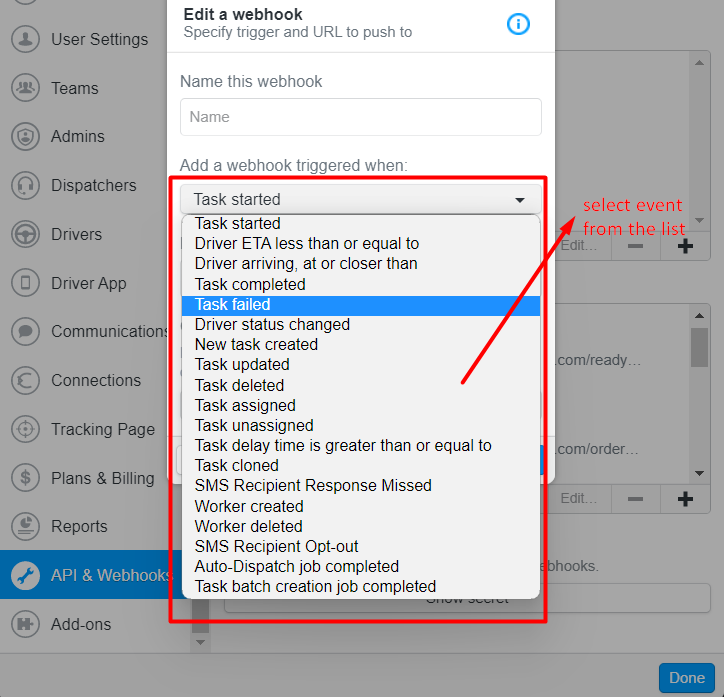 Edit a webhook
Specify trigger and URL to push to
User Settings
Teams
Admins
Dispatchers
Drivers
Driver App
Communications
Connections
Tracking Page
Plans & Billing
Reports
API & Webhooks
Add-ons
Name this webhook
Name
Add a webhook triggered when:
Task started
Task started
Driver ETA less than or equal to
Driver arriving, at or closer than
Task completed
Task failed
Driver status changed
New task created
Task updated
Task deleted
Task assigned
Task unassigned
Task delay time is greater than or equal to
Task cloned
SMS Recipient Response Missed
Worker created
Worker deleted
SMS Recipient Opt-out
Auto-Dispatch job completed
Task batch creation job completed
select event
from the list
Edit...
.com/ready...
.com/order...
Edit...
ebhooks.
Show secret
Done